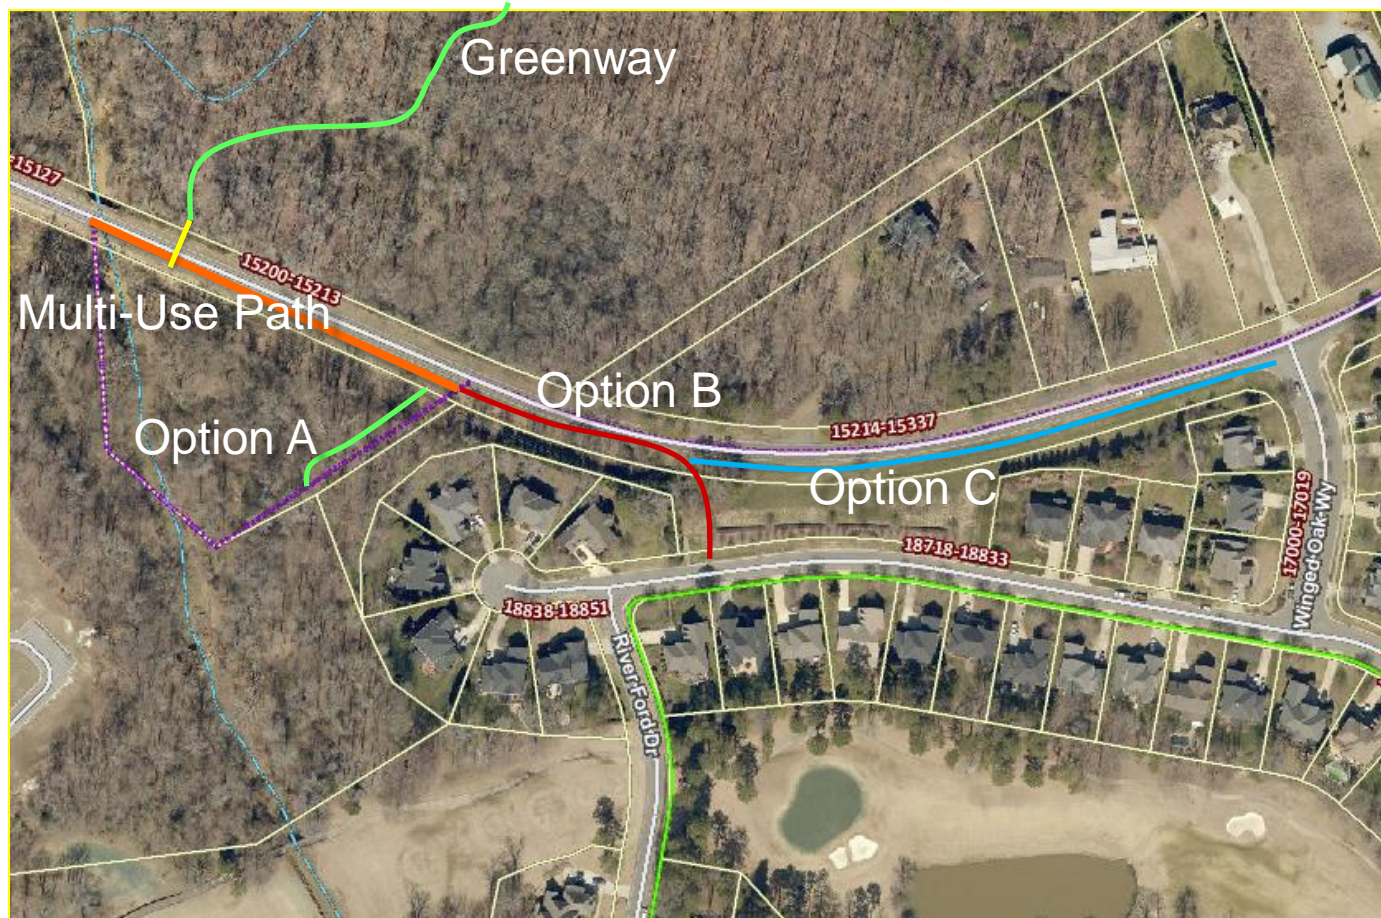 Greenway
-15127
15200-15213
Multi-Use Path
Option B
15214-15337
Option A
Option C
17000-17019
Winged Oak Wy
18718-18833
18838-18851
River Ford Dr